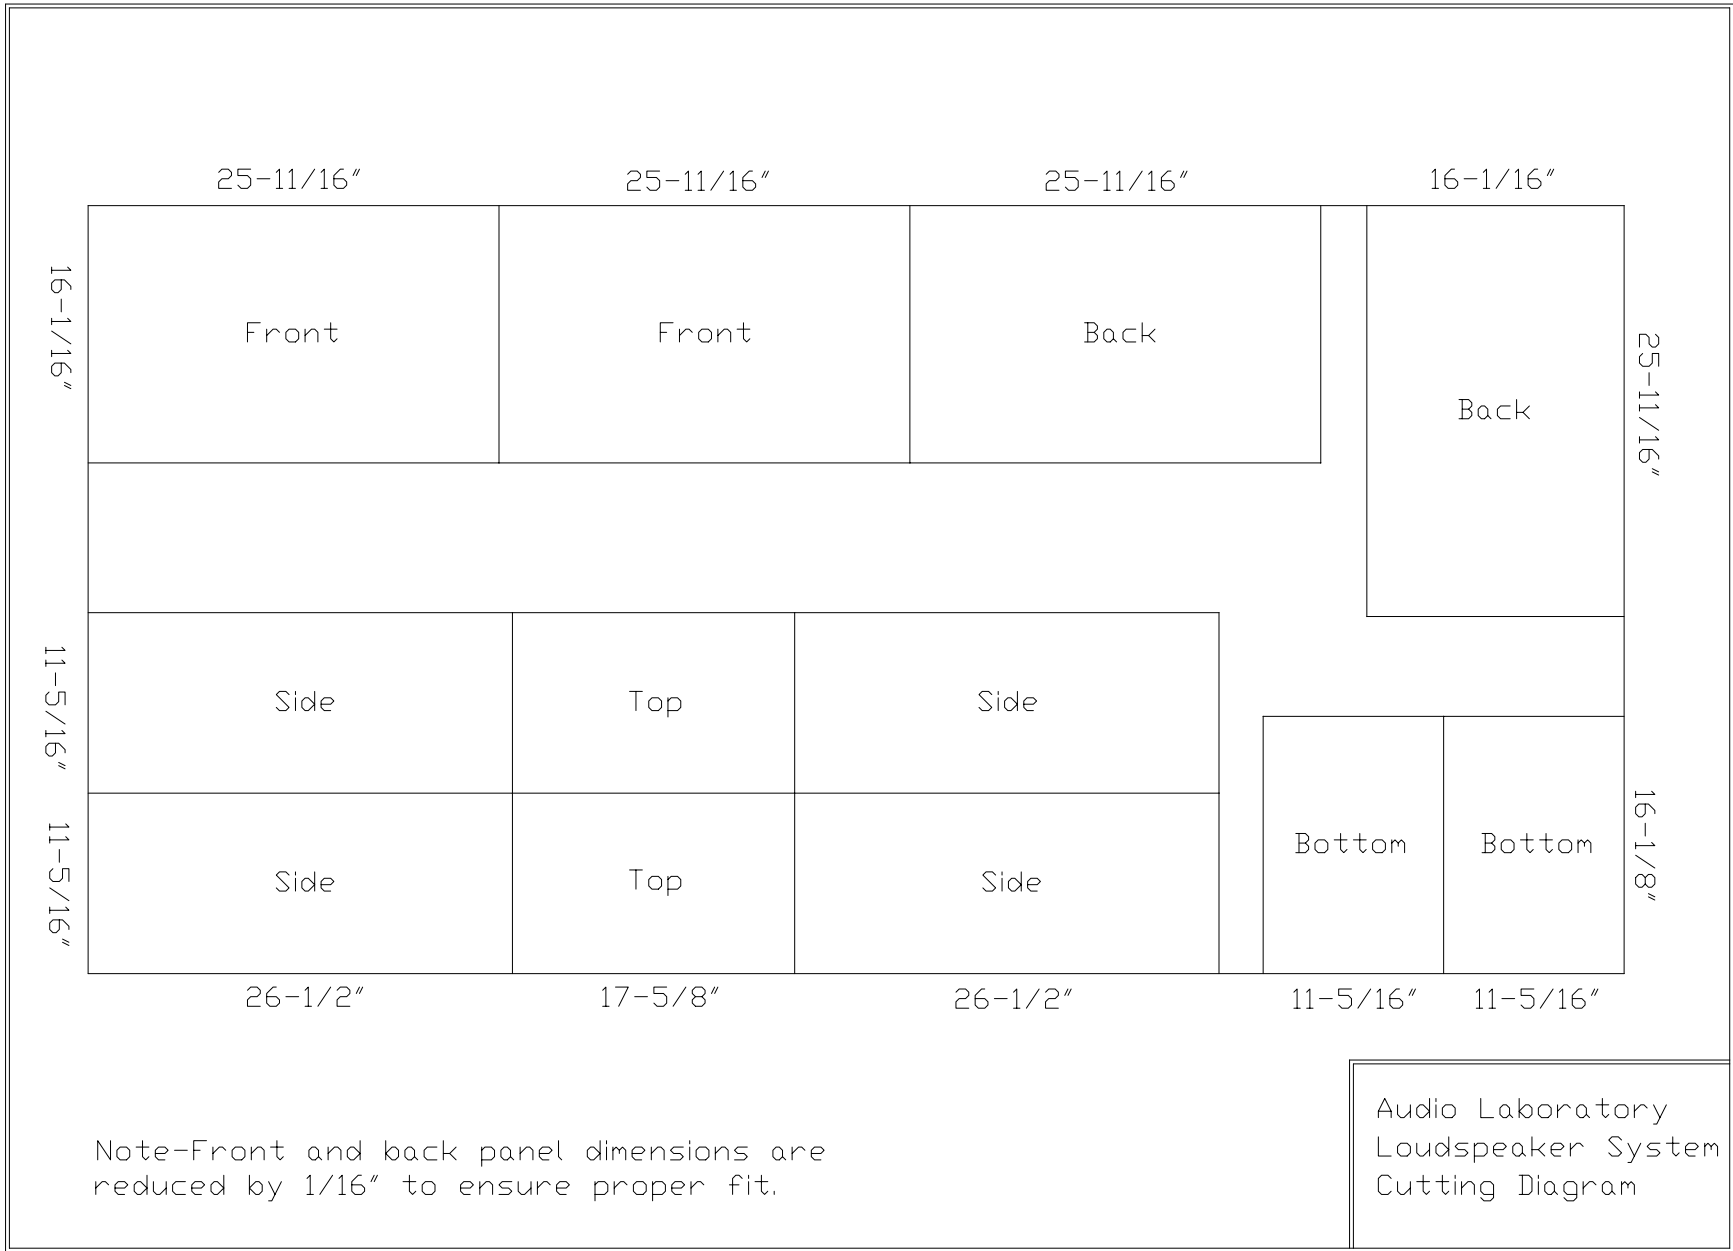 25-11/16" 25-11/16" 25-11/16" 16-1/16"
16-1/16"
Front Front Back
25-11/16"
Back
11-5/16"
Side Top Side
11-5/16"
16-1/8"
Bottom Bottom
Side Top Side
26-1/2" 17-5/8" 26-1/2" 11-5/16" 11-5/16"
Note-Front and back panel dimensions are
reduced by 1/16" to ensure proper fit.
Audio Laboratory
Loudspeaker System
Cutting Diagram